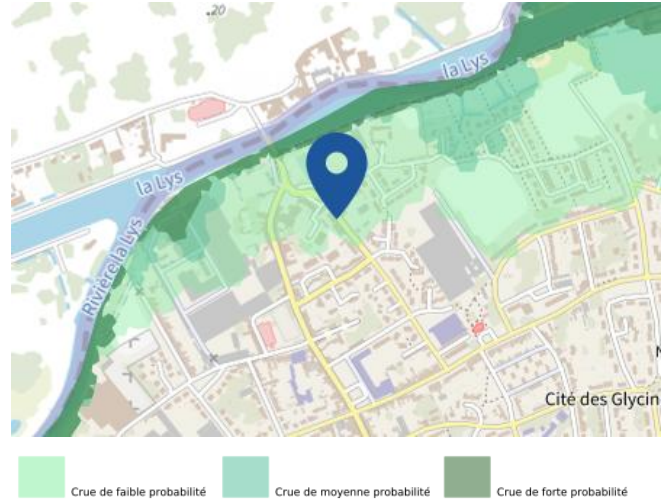 20
la Lys
la Lys
Rivière la Lys
N
Cité des Glycin
Crue de faible probabilité
Crue de moyenne probabilité
Crue de forte probabilité